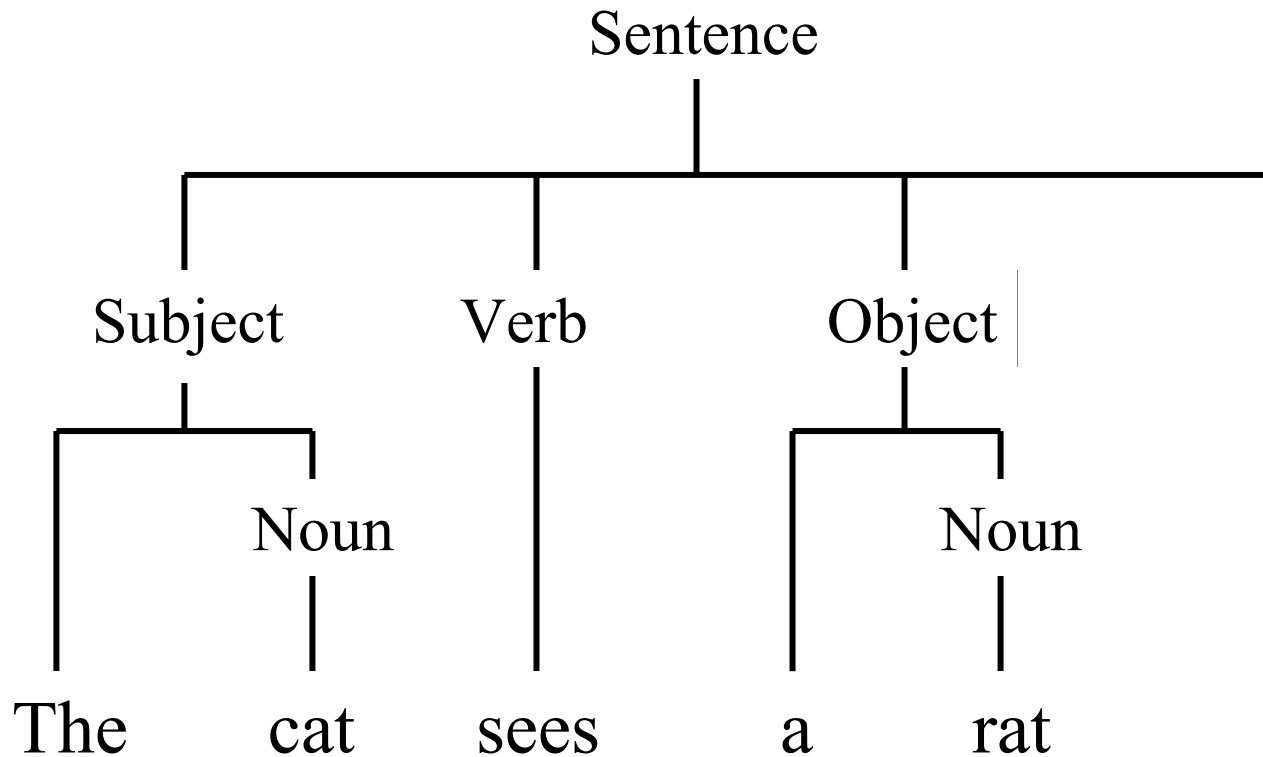 Sentence
Subject Verb Object
Noun Noun
The cat sees a rat